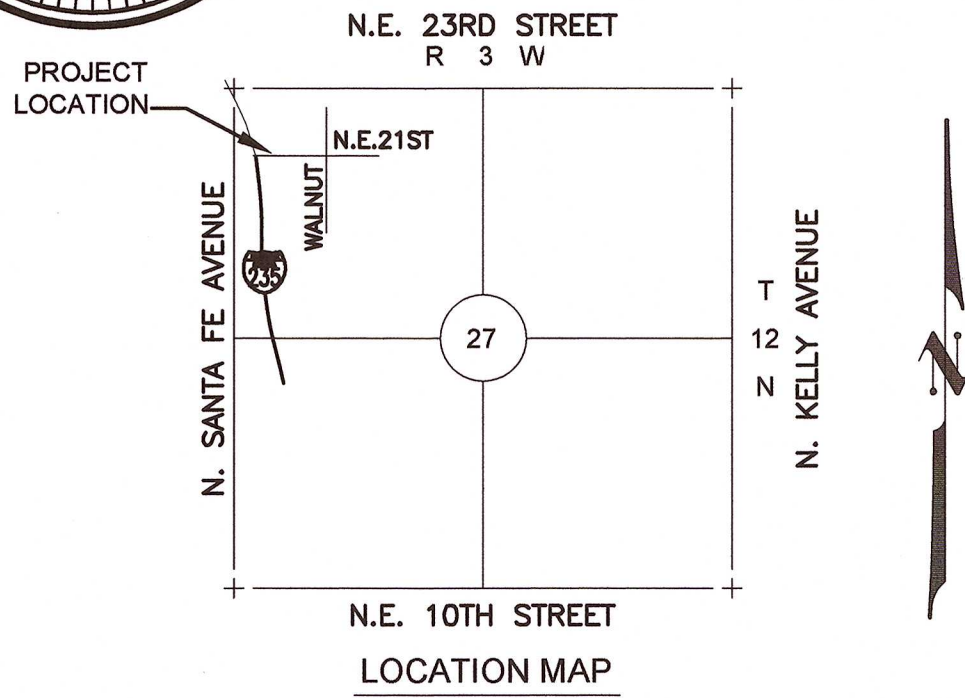 N.E. 23RD STREET
R 3 W
PROJECT
LOCATION
N.E.21ST
WALNUT
N. SANTA FE AVENUE
235
27
T
12
N
N. KELLY AVENUE
N
N.E. 10TH STREET
LOCATION MAP